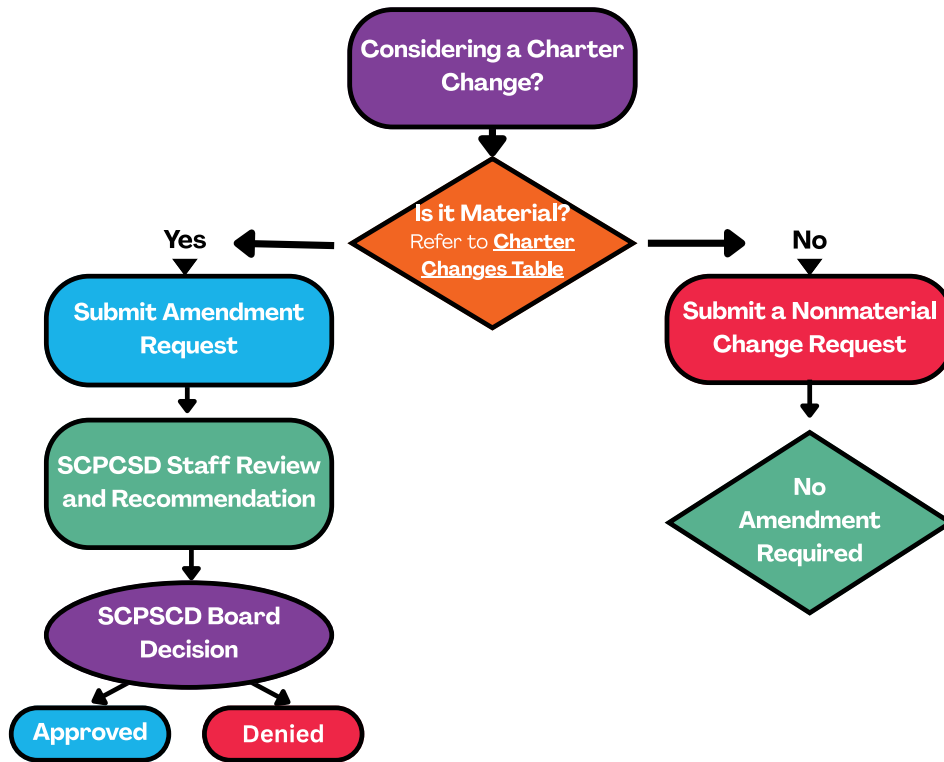 Considering a Charter
Change?
Is it Material?
Refer to Charter
Changes Table
Yes
No
Submit Amendment
Request
Submit a Nonmaterial
Change Request
SCPCSD Staff Review
and Recommendation
No
Amendment
Required
SCPSCD Board
Decision
Approved
Denied